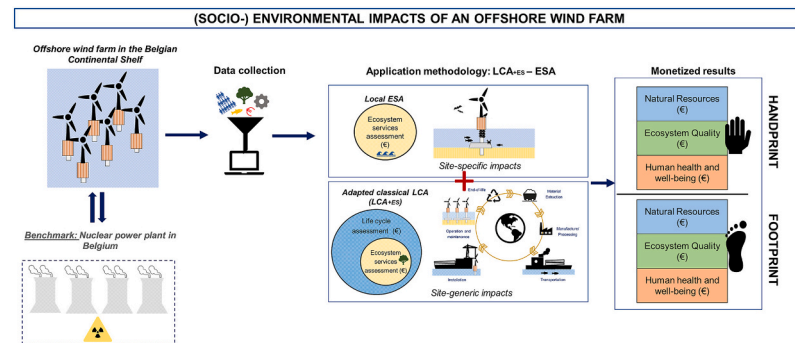 (SOCIO-) ENVIRONMENTAL IMPACTS OF AN OFFSHORE WIND FARM
Offshore wind farm in the Belgian
Continental Shelf
Benchmark: Nuclear power plant in
Belgium
Data collection
Application methodology: LCA+ES – ESA
Local ESA
Ecosystem
services
assessment
(€)
Site-specific impacts
Adapted classical LCA
(LCA+ES)
Life cycle
assessment (€)
Ecosystem
services
assessment (€)
End of life
Material
Extraction
Manufactural
Processing
Transportation
Installation
Operation and
maintenance
Site-generic impacts
Monetized results
Natural Resources
(€)
Ecosystem Quality
(€)
Human health and
well-being (€)
HANDPRINT
Natural Resources
(€)
Ecosystem Quality
(€)
Human health and
well-being (€)
FOOTPRINT